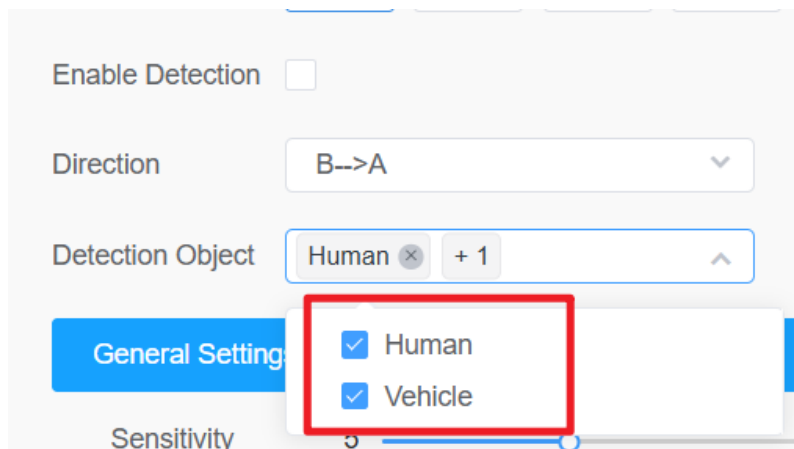 Enable Detection
Direction B-->A
Detection Object Human + 1
General Setting
Human
Vehicle
Sensitivity 5